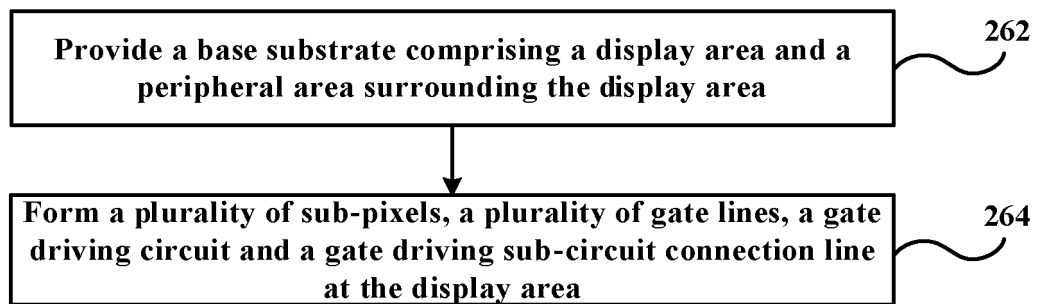 Provide a base substrate comprising a display area and a
peripheral area surrounding the display area
262
Form a plurality of sub-pixels, a plurality of gate lines, a gate
driving circuit and a gate driving sub-circuit connection line
at the display area
264